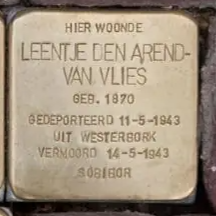 HIER WOONDE
LEENTJE DEN AREND-
VAN VLIES
GEB. 1870
GEDEPORTEERD 11-5-1943
UIT WESTERBORK
VERMOORD 14-5-1943
SOBIBOR